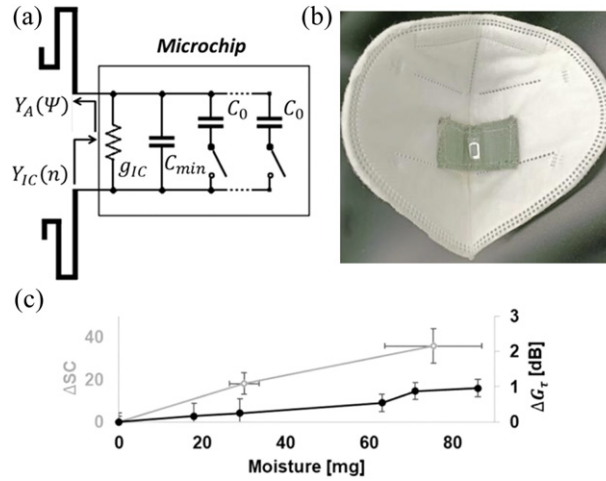 (a)
(b)
Microchip
Y_A(Ψ)
Y_IC(n)
g_IC
C_min
C_0
C_0
(c)
40
20
0
ΔSC
3
2
1
0
ΔG_τ [dB]
0
20
40
60
80
Moisture [mg]